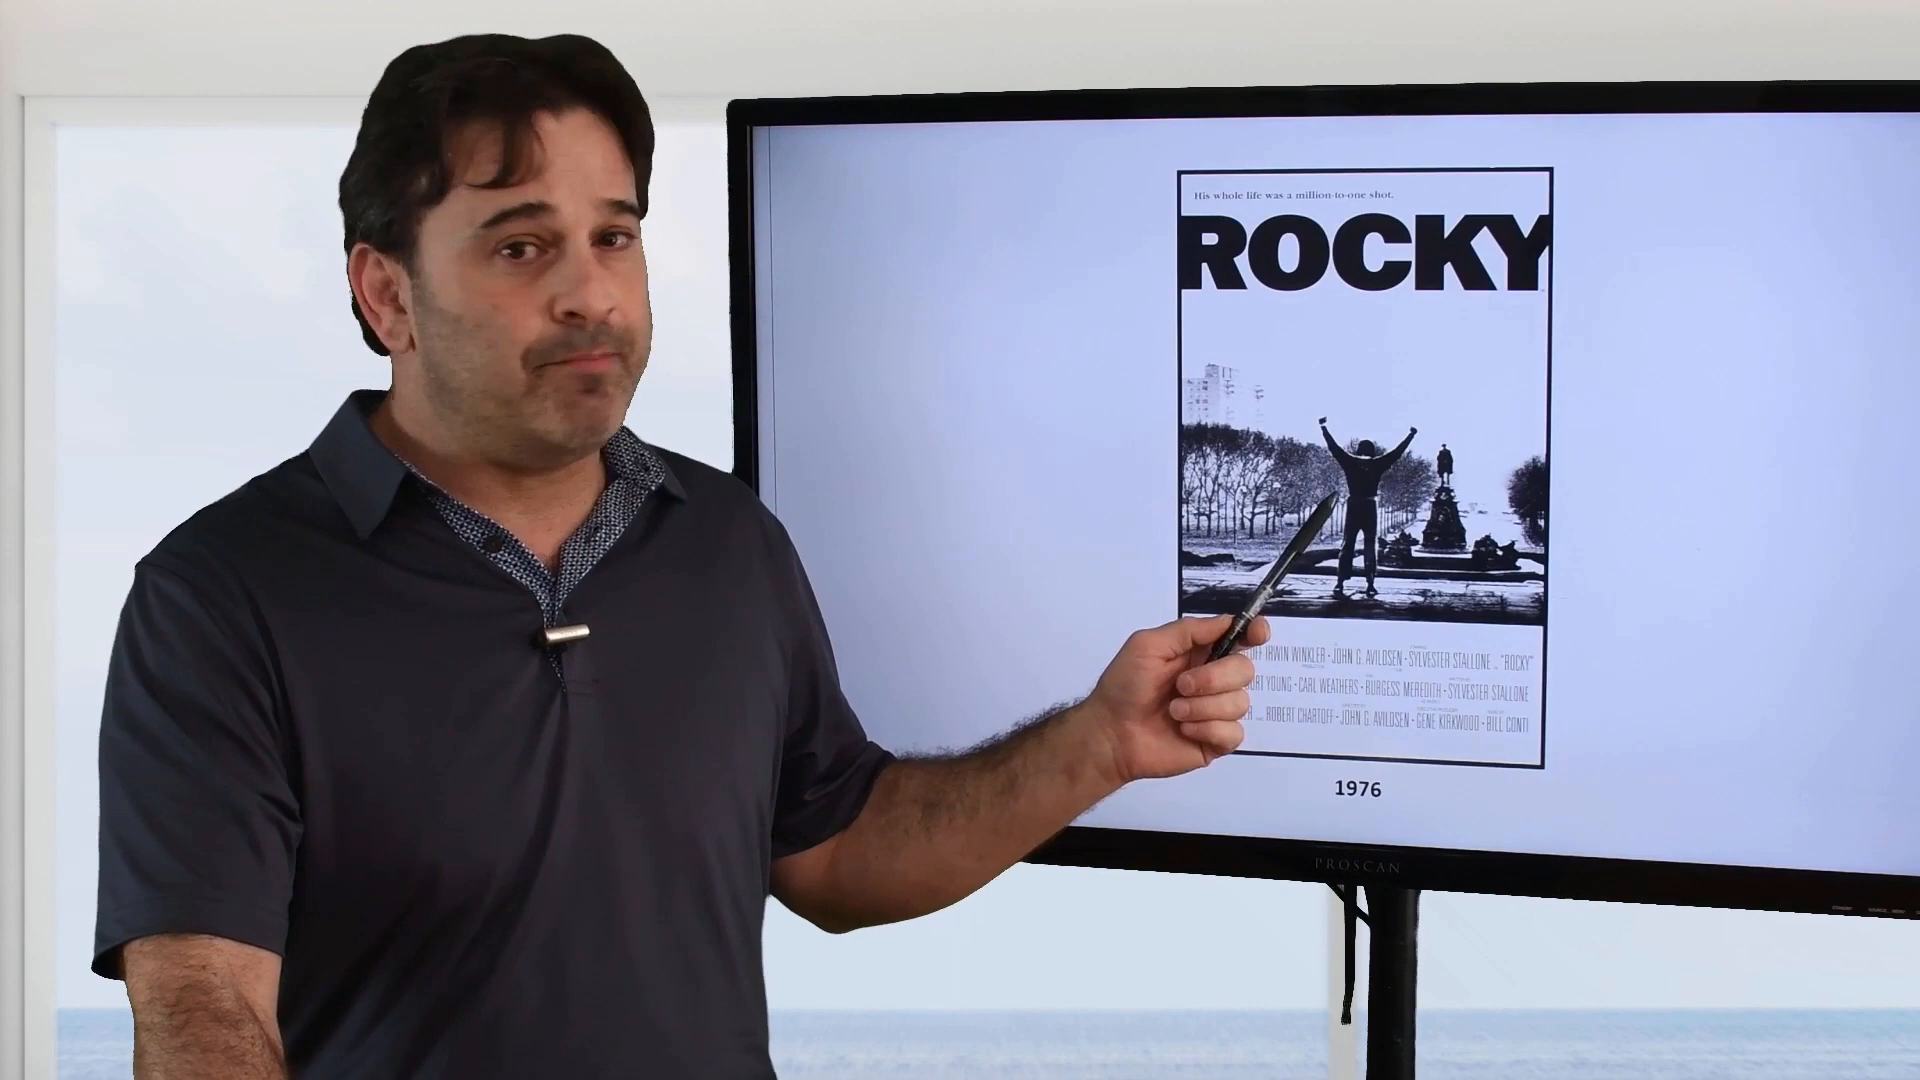 His whole life was a million-to-one shot.
ROCKY
IRWIN WINKLER · JOHN G. AVILDSEN · SYLVESTER STALLONE "ROCKY"
YOUNG · CARL WEATHERS · BURGESS MEREDITH · SYLVESTER STALLONE
ROBERT CHARTOFF · JOHN G. AVILDSEN · GENE KIRKWOOD · BILL CONTI
1976
PROSCAN